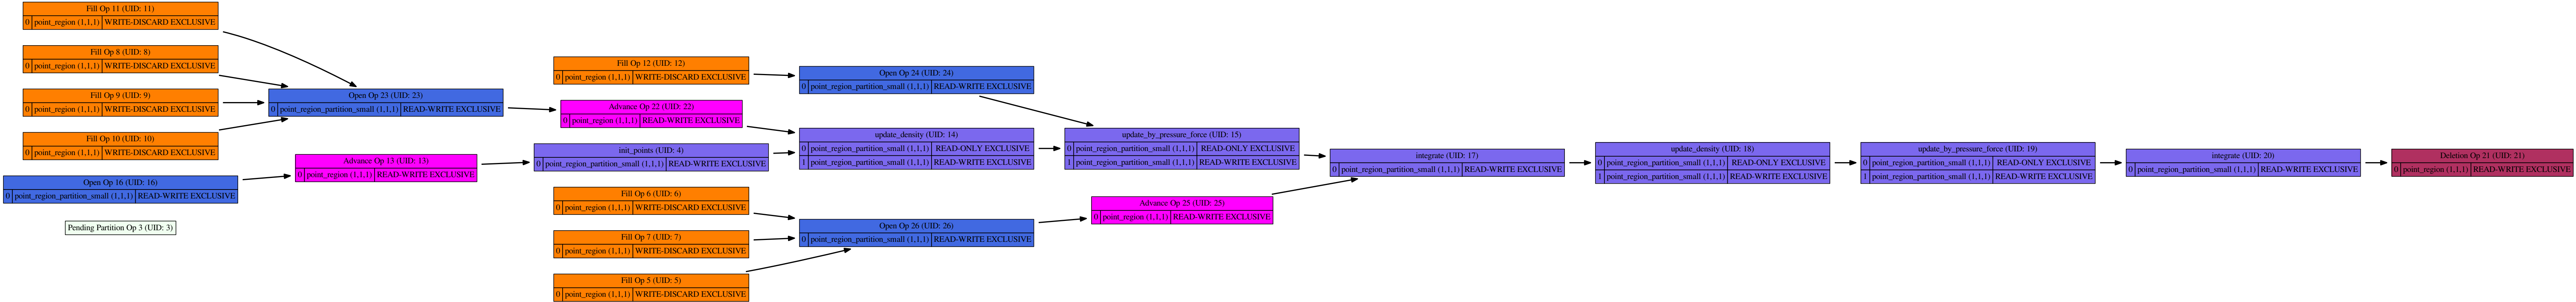 Fill Op 11 (UID: 11)
0 point_region (1,1,1) WRITE-DISCARD EXCLUSIVE
Fill Op 8 (UID: 8)
0 point_region (1,1,1) WRITE-DISCARD EXCLUSIVE
Fill Op 9 (UID: 9)
0 point_region (1,1,1) WRITE-DISCARD EXCLUSIVE
Fill Op 10 (UID: 10)
0 point_region (1,1,1) WRITE-DISCARD EXCLUSIVE
Open Op 16 (UID: 16)
0 point_region_partition_small (1,1,1) READ-WRITE EXCLUSIVE
Pending Partition Op 3 (UID: 3)
Open Op 23 (UID: 23)
0 point_region_partition_small (1,1,1) READ-WRITE EXCLUSIVE
Advance Op 13 (UID: 13)
0 point_region (1,1,1) READ-WRITE EXCLUSIVE
Fill Op 12 (UID: 12)
0 point_region (1,1,1) WRITE-DISCARD EXCLUSIVE
Advance Op 22 (UID: 22)
0 point_region (1,1,1) READ-WRITE EXCLUSIVE
init_points (UID: 4)
0 point_region_partition_small (1,1,1) READ-WRITE EXCLUSIVE
Fill Op 6 (UID: 6)
0 point_region (1,1,1) WRITE-DISCARD EXCLUSIVE
Fill Op 7 (UID: 7)
0 point_region (1,1,1) WRITE-DISCARD EXCLUSIVE
Fill Op 5 (UID: 5)
0 point_region (1,1,1) WRITE-DISCARD EXCLUSIVE
Open Op 24 (UID: 24)
0 point_region_partition_small (1,1,1) READ-WRITE EXCLUSIVE
update_density (UID: 14)
0 point_region_partition_small (1,1,1) READ-ONLY EXCLUSIVE
1 point_region_partition_small (1,1,1) READ-WRITE EXCLUSIVE
Open Op 26 (UID: 26)
0 point_region_partition_small (1,1,1) READ-WRITE EXCLUSIVE
update_by_pressure_force (UID: 15)
0 point_region_partition_small (1,1,1) READ-ONLY EXCLUSIVE
1 point_region_partition_small (1,1,1) READ-WRITE EXCLUSIVE
Advance Op 25 (UID: 25)
0 point_region (1,1,1) READ-WRITE EXCLUSIVE
integrate (UID: 17)
0 point_region_partition_small (1,1,1) READ-WRITE EXCLUSIVE
update_density (UID: 18)
0 point_region_partition_small (1,1,1) READ-ONLY EXCLUSIVE
1 point_region_partition_small (1,1,1) READ-WRITE EXCLUSIVE
update_by_pressure_force (UID: 19)
0 point_region_partition_small (1,1,1) READ-ONLY EXCLUSIVE
1 point_region_partition_small (1,1,1) READ-WRITE EXCLUSIVE
integrate (UID: 20)
0 point_region_partition_small (1,1,1) READ-WRITE EXCLUSIVE
Deletion Op 21 (UID: 21)
0 point_region (1,1,1) READ-WRITE EXCLUSIVE